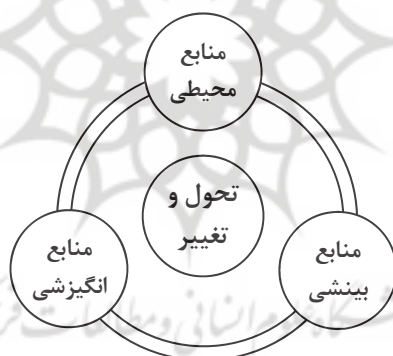 منابع
محیطی
تحول و
تغییر
منابع
بینشی
منابع
انگیزشی